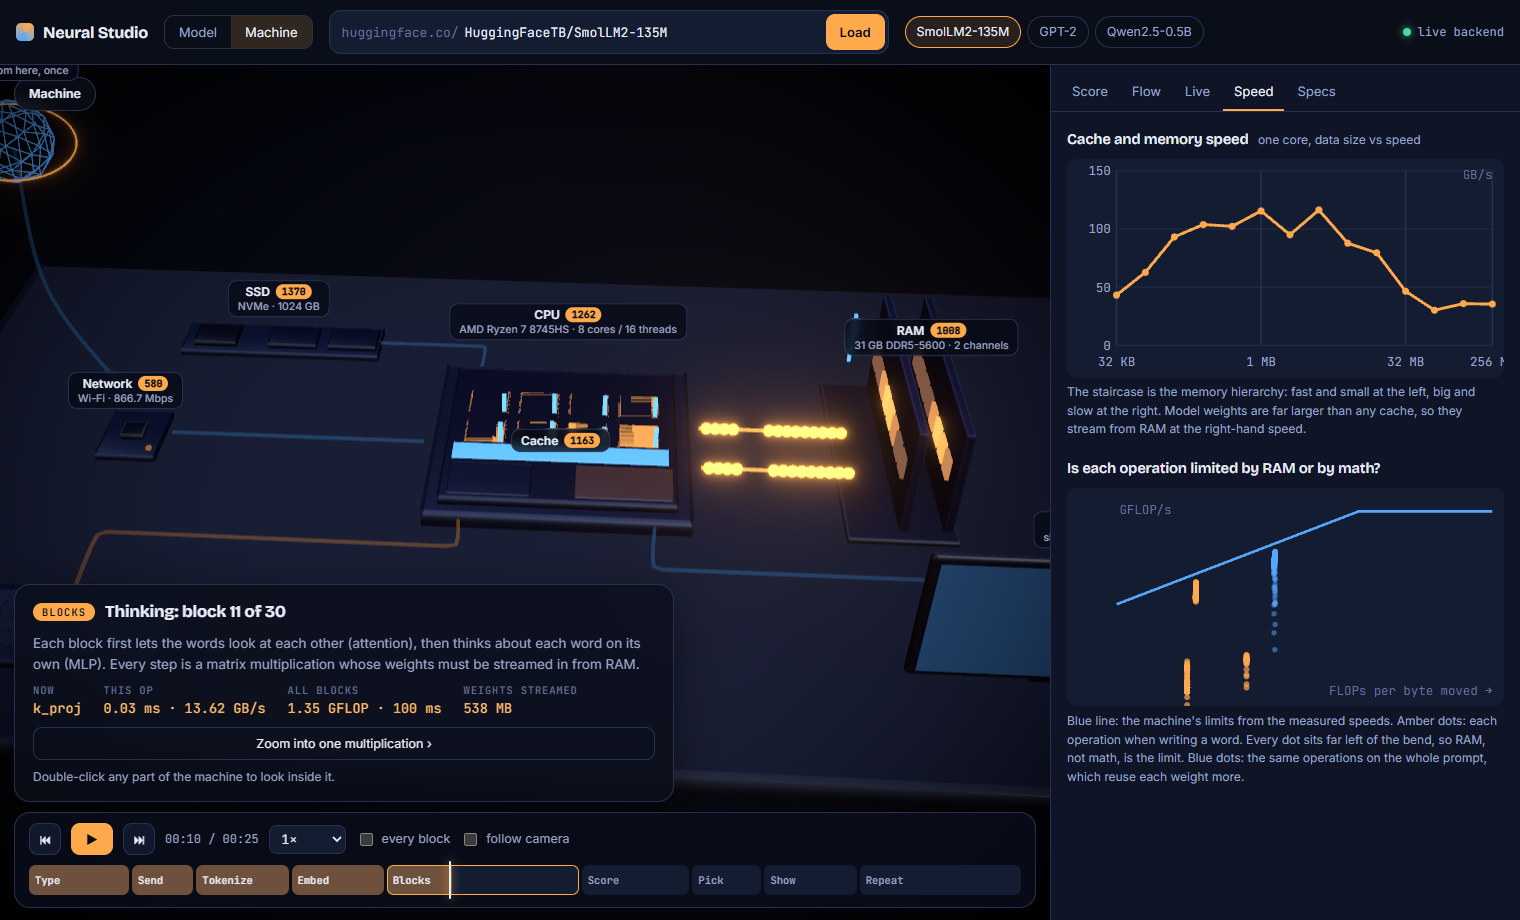 Neural Studio
Model
Machine
huggingface.co/ HuggingFaceTB/SmolLM2-135M
Load
SmolLM2-135M
GPT-2
Qwen2.5-0.5B
live backend
om here, once
Machine
SSD 1370
NVMe · 1024 GB
CPU 1262
AMD Ryzen 7 8745HS · 8 cores / 16 threads
RAM 1008
31 GB DDR5-5600 · 2 channels
Network 580
Wi-Fi · 866.7 Mbps
Cache 1163
s
BLOCKS Thinking: block 11 of 30
Each block first lets the words look at each other (attention), then thinks about each word on its
own (MLP). Every step is a matrix multiplication whose weights must be streamed in from RAM.
NOW THIS OP ALL BLOCKS WEIGHTS STREAMED
k_proj 0.03 ms · 13.62 GB/s 1.35 GFLOP · 100 ms 538 MB
Zoom into one multiplication ›
Double-click any part of the machine to look inside it.
00:10 / 00:25
1×
every block
follow camera
Type
Send
Tokenize
Embed
Blocks
Score
Pick
Show
Repeat
Score
Flow
Live
Speed
Specs
Cache and memory speed one core, data size vs speed
GB/s
150
100
50
0
32 KB 1 MB 32 MB 256 M
The staircase is the memory hierarchy: fast and small at the left, big and
slow at the right. Model weights are far larger than any cache, so they
stream from RAM at the right-hand speed.
Is each operation limited by RAM or by math?
GFLOP/s
FLOPs per byte moved →
Blue line: the machine's limits from the measured speeds. Amber dots: each
operation when writing a word. Every dot sits far left of the bend, so RAM,
not math, is the limit. Blue dots: the same operations on the whole prompt,
which reuse each weight more.